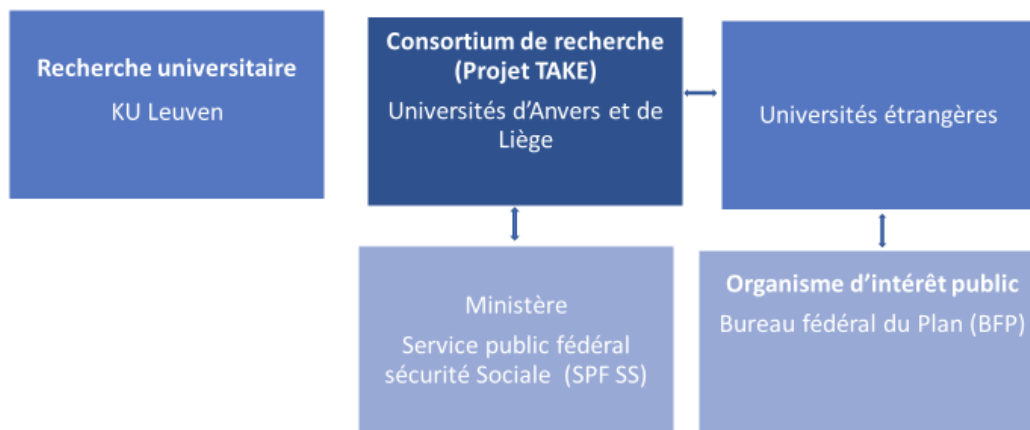 Recherche universitaire
KU Leuven
Consortium de recherche
(Projet TAKE)
Universités d'Anvers et de
Liège
Universités étrangères
Ministère
Service public fédéral
sécurité Sociale (SPF SS)
Organisme d'intérêt public
Bureau fédéral du Plan (BFP)